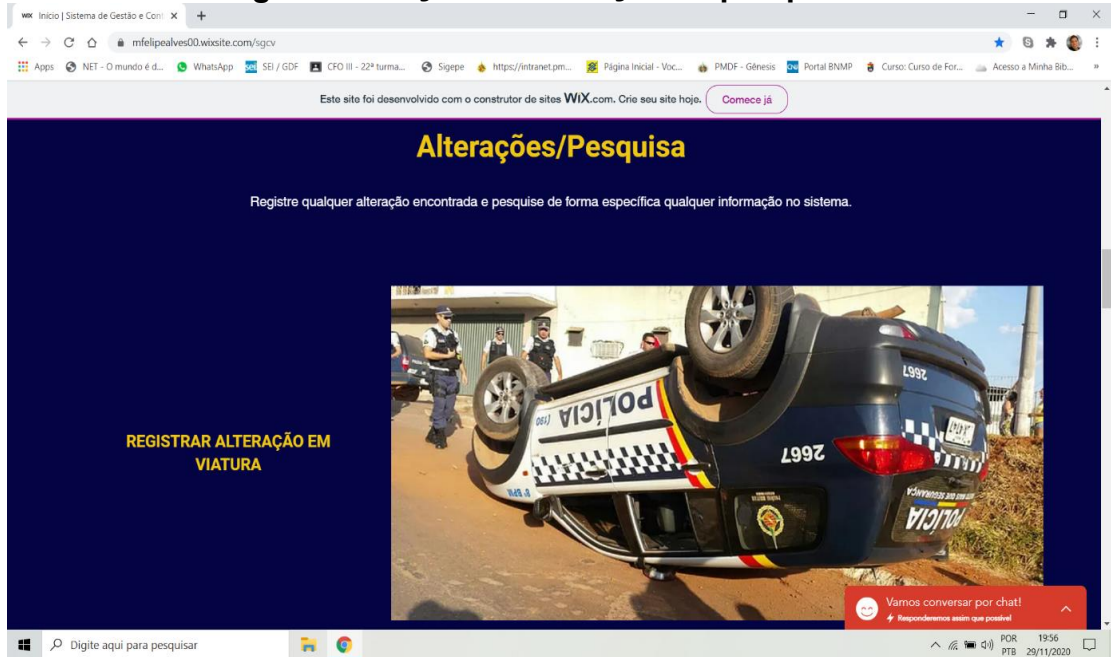 Início | Sistema de Gestão e Cont
mfelipealves00.wixsite.com/sgcv
Apps NET - O mundo é d... WhatsApp SEI / GDF CFO III - 22ª turma... Sigepe https://intranet.pm... Página Inicial - Voc... PMDF - Gênesis Portal BNMP Curso: Curso de For... Acesso a Minha Bib... »
Este site foi desenvolvido com o construtor de sites WiX.com. Crie seu site hoje. Comece já
Alterações/Pesquisa
Registre qualquer alteração encontrada e pesquise de forma específica qualquer informação no sistema.
REGISTRAR ALTERAÇÃO EM
VIATURA
POLÍCIA (190)
8º BPM
2667
2667
POLÍCIA
Vamos conversar por chat!
Responderemos assim que possível
Digite aqui para pesquisar
POR 19:56
PTB 29/11/2020